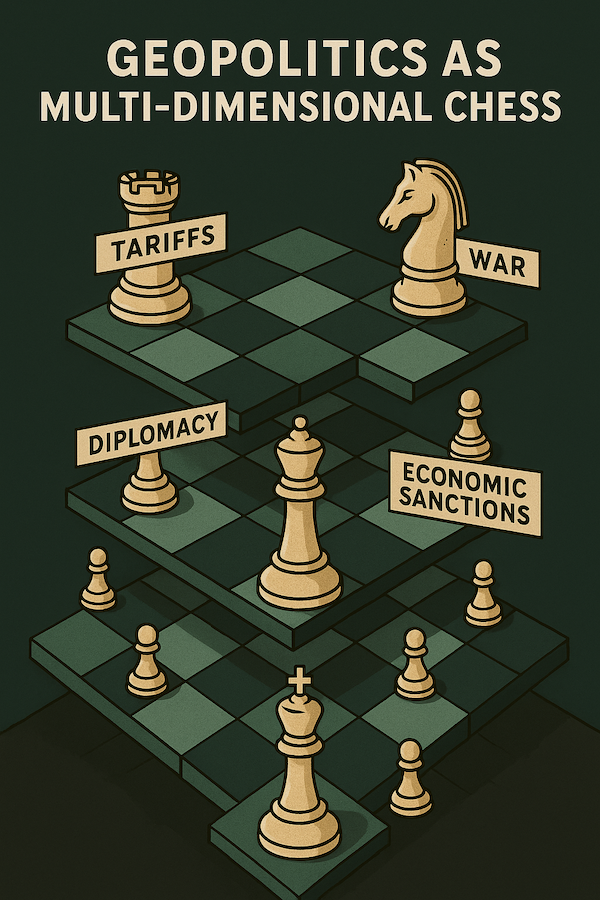 GEOPOLITICS AS
MULTI-DIMENSIONAL CHESS
TARIFFS
WAR
DIPLOMACY
ECONOMIC
SANCTIONS